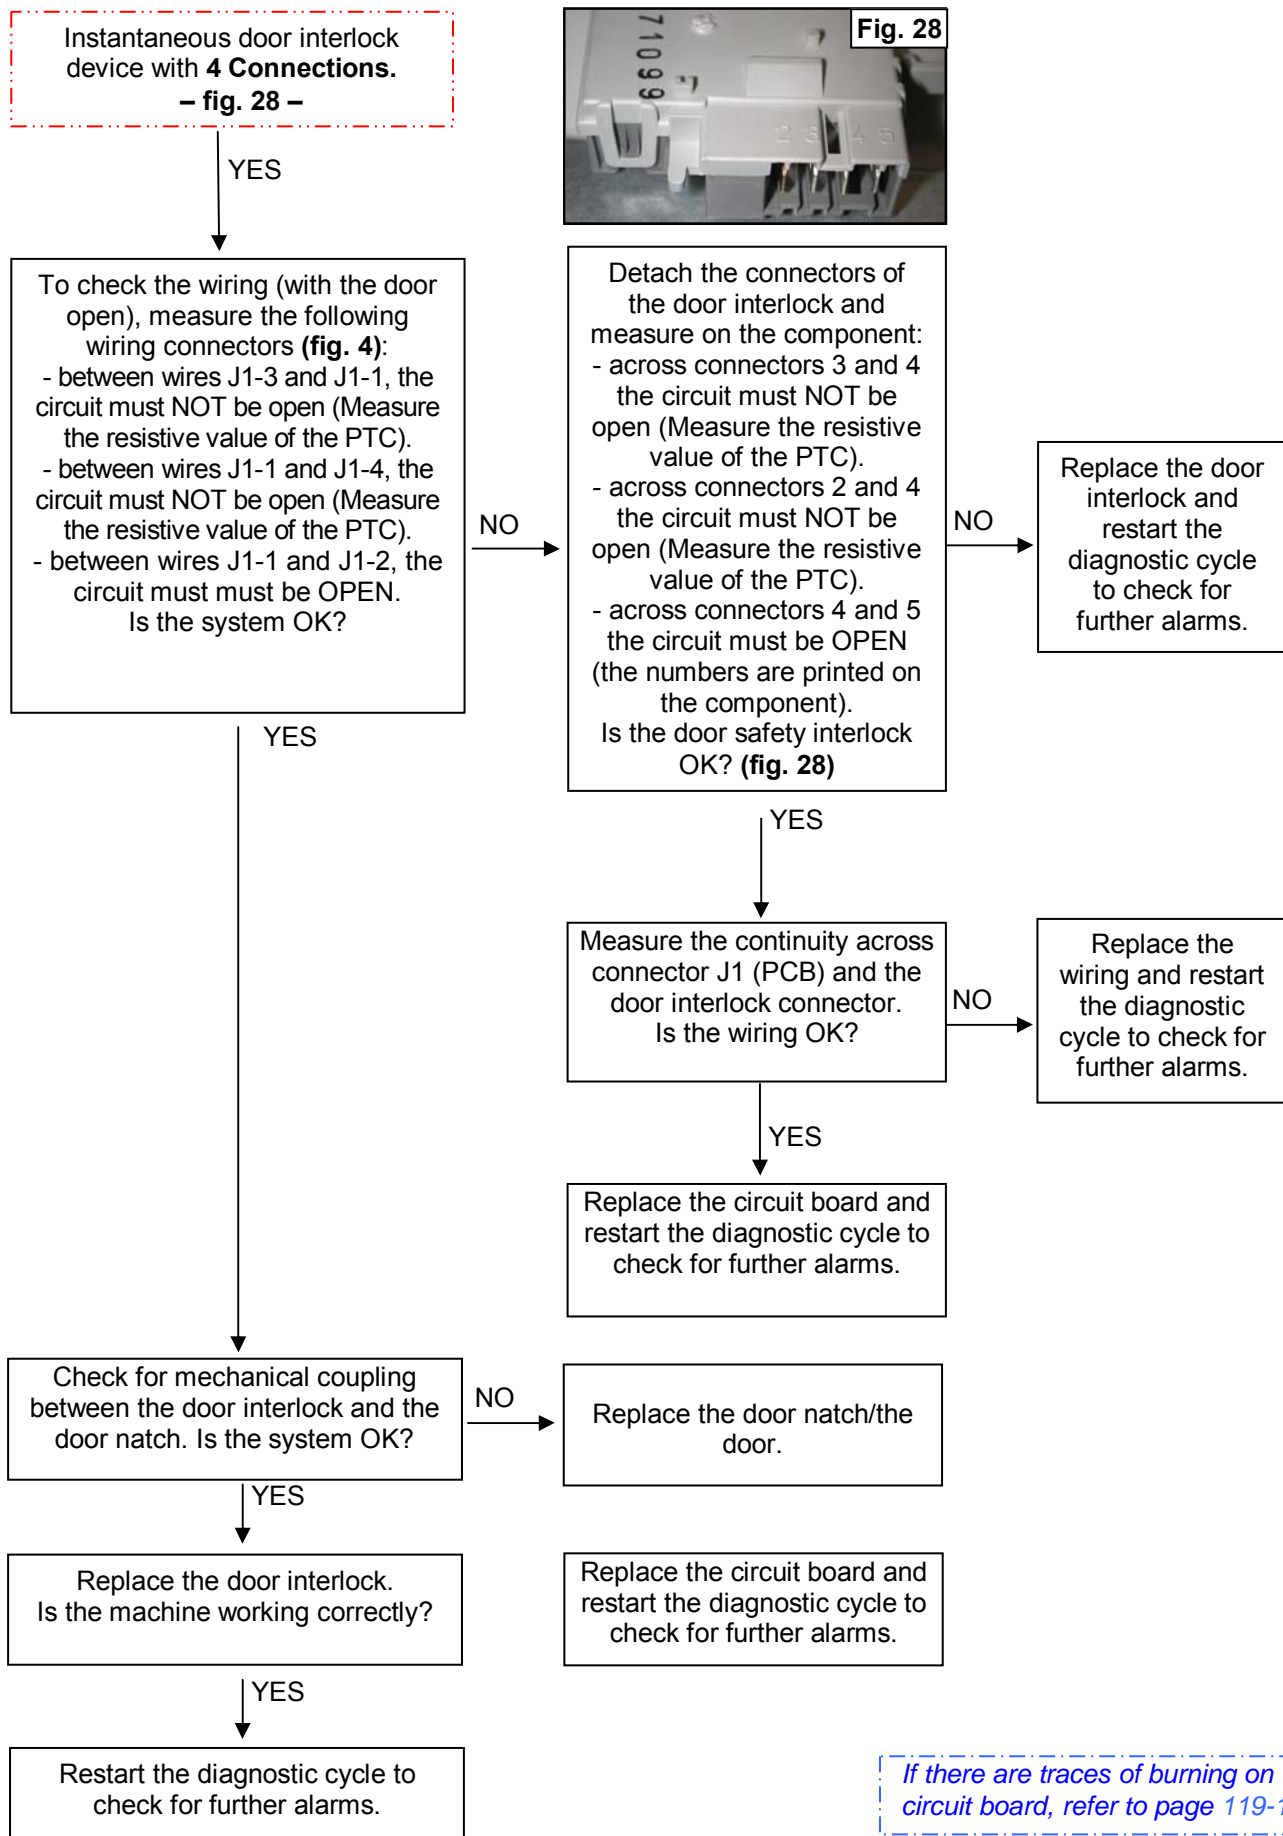 Instantaneous door interlock
device with 4 Connections.
– fig. 28 –
Fig. 28
71099
2 3 4 5
YES
To check the wiring (with the door
open), measure the following
wiring connectors (fig. 4):
- between wires J1-3 and J1-1, the
circuit must NOT be open (Measure
the resistive value of the PTC).
- between wires J1-1 and J1-4, the
circuit must NOT be open (Measure
the resistive value of the PTC).
- between wires J1-1 and J1-2, the
circuit must must be OPEN.
Is the system OK?
NO
Detach the connectors of
the door interlock and
measure on the component:
- across connectors 3 and 4
the circuit must NOT be
open (Measure the resistive
value of the PTC).
- across connectors 2 and 4
the circuit must NOT be
open (Measure the resistive
value of the PTC).
- across connectors 4 and 5
the circuit must be OPEN
(the numbers are printed on
the component).
Is the door safety interlock
OK? (fig. 28)
NO
Replace the door
interlock and
restart the
diagnostic cycle
to check for
further alarms.
YES
YES
Measure the continuity across
connector J1 (PCB) and the
door interlock connector.
Is the wiring OK?
NO
Replace the
wiring and restart
the diagnostic
cycle to check for
further alarms.
YES
Replace the circuit board and
restart the diagnostic cycle to
check for further alarms.
Check for mechanical coupling
between the door interlock and the
door natch. Is the system OK?
NO
Replace the door natch/the
door.
YES
Replace the door interlock.
Is the machine working correctly?
Replace the circuit board and
restart the diagnostic cycle to
check for further alarms.
YES
Restart the diagnostic cycle to
check for further alarms.
If there are traces of burning on
circuit board, refer to page 119-1